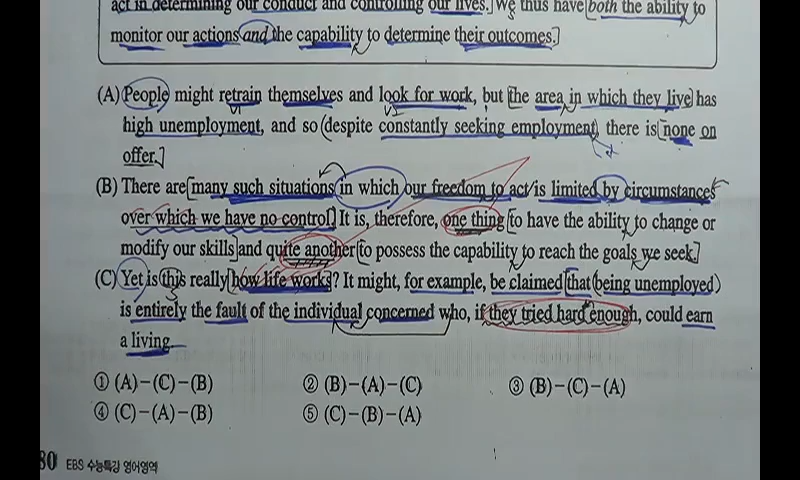 act in determining our conduct and controlling our lives. We thus have both the ability to
monitor our actions and the capability to determine their outcomes.
(A) People might retrain themselves and look for work, but the area in which they live has
high unemployment, and so (despite constantly seeking employment, there is none on
offer.
(B) There are many such situations in which our freedom to act is limited by circumstances
over which we have no control. It is, therefore, one thing to have the ability to change or
modify our skills and quite another to possess the capability to reach the goals we seek.
(C) Yet is this really how life works? It might, for example, be claimed that being unemployed
is entirely the fault of the individual concerned who, if they tried hard enough, could earn
a living.
① (A)-(C)-(B) ② (B)-(A)-(C) ③ (B)-(C)-(A)
④ (C)-(A)-(B) ⑤ (C)-(B)-(A)
80 EBS 수능특강 영어영역